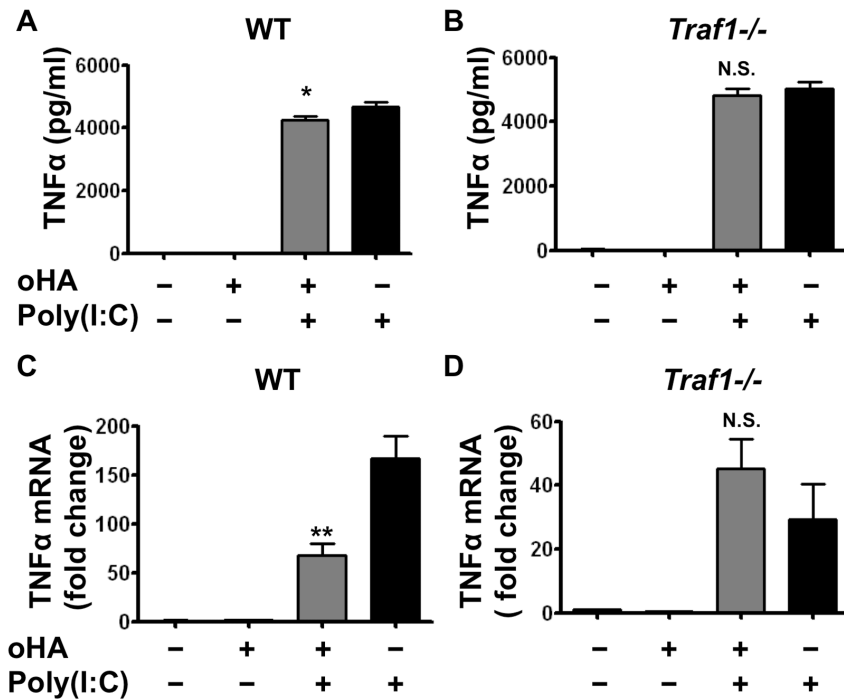 A
WT
TNFα (pg/ml)
6000
4000
2000
0
*
oHA − + + −
Poly(I:C) − − + +
B
Traf1-/-
TNFα (pg/ml)
6000
4000
2000
0
N.S.
− + + −
− − + +
C
WT
TNFα mRNA
(fold change)
200
150
100
50
0
**
oHA − + + −
Poly(I:C) − − + +
D
Traf1-/-
TNFα mRNA
( fold change)
60
40
20
0
N.S.
− + + −
− − + +